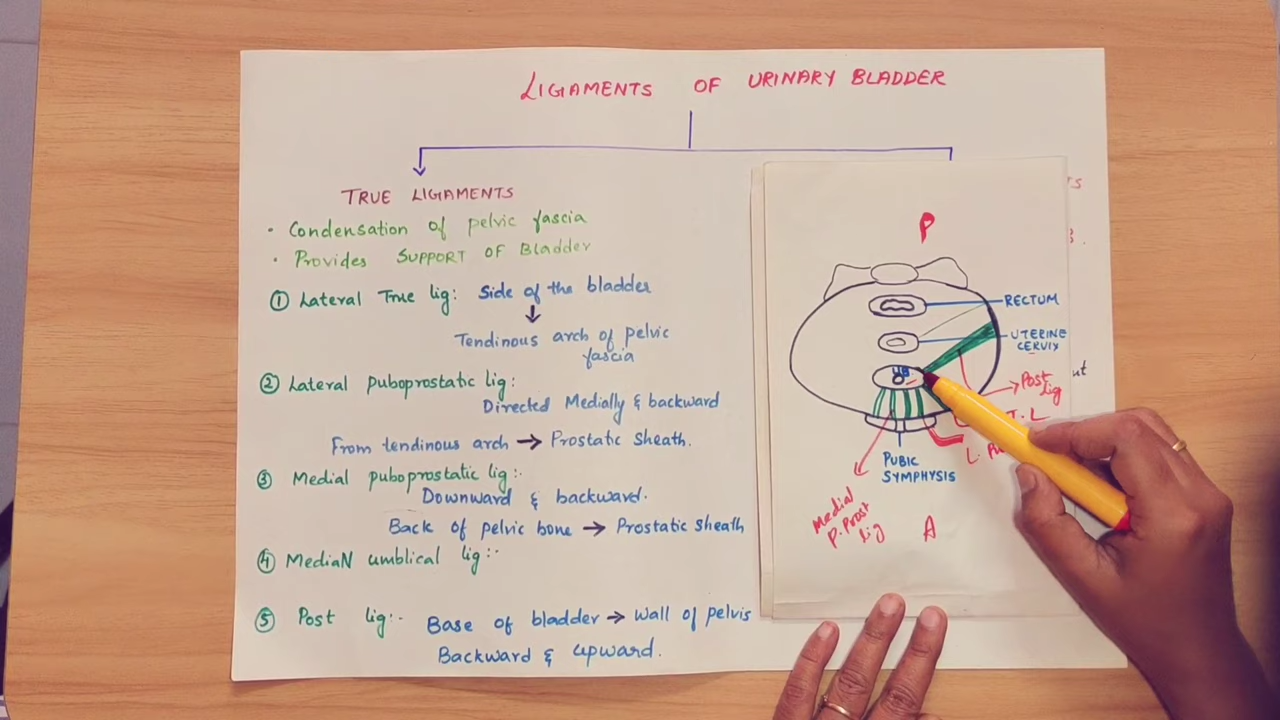 LIGAMENTS OF URINARY BLADDER
TRUE LIGAMENTS
· Condensation of pelvic fascia
· Provides SUPPORT OF Bladder
① Lateral True lig: Side of the bladder
Tendinous arch of pelvic
fascia
② Lateral puboprostatic lig:
Directed Medially & backward
From tendinous arch → Prostatic sheath.
③ Medial puboprostatic lig:-
Downward & backward.
Back of pelvic bone → Prostatic sheath
④ MediaN umblical lig:-
⑤ Post lig:- Base of bladder → Wall of pelvis
Backward & upward.
P
RECTUM
UTERINE
CERVIX
UB
Post
lig
T.L
PUBIC
SYMPHYSIS
Medial
P.Prost
lig
A